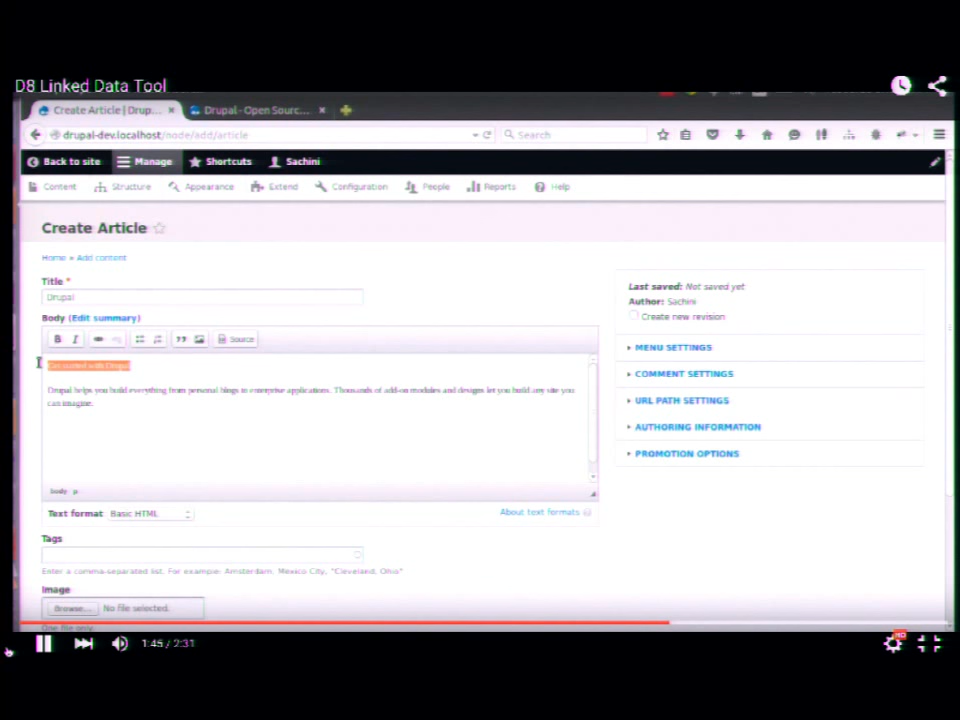 D8 Linked Data Tool
Create Article | Drup... × Drupal - Open Sourc... ×
drupal-dev.localhost/node/add/article Search
Back to site Manage Shortcuts Sachini
Content Structure Appearance Extend Configuration People Reports Help
Create Article
Home » Add content
Title *
Drupal
Body (Edit summary)
B I Source
Get started with Drupal
Drupal helps you build everything from personal blogs to enterprise applications. Thousands of add-on modules and designs let you build any site you
can imagine.
body p
Text format Basic HTML
About text formats
Tags
Enter a comma-separated list. For example: Amsterdam, Mexico City, "Cleveland, Ohio"
Image
Browse... No file selected.
One file only.
Last saved: Not saved yet
Author: Sachini
Create new revision
MENU SETTINGS
COMMENT SETTINGS
URL PATH SETTINGS
AUTHORING INFORMATION
PROMOTION OPTIONS
1:45 / 2:31
HD